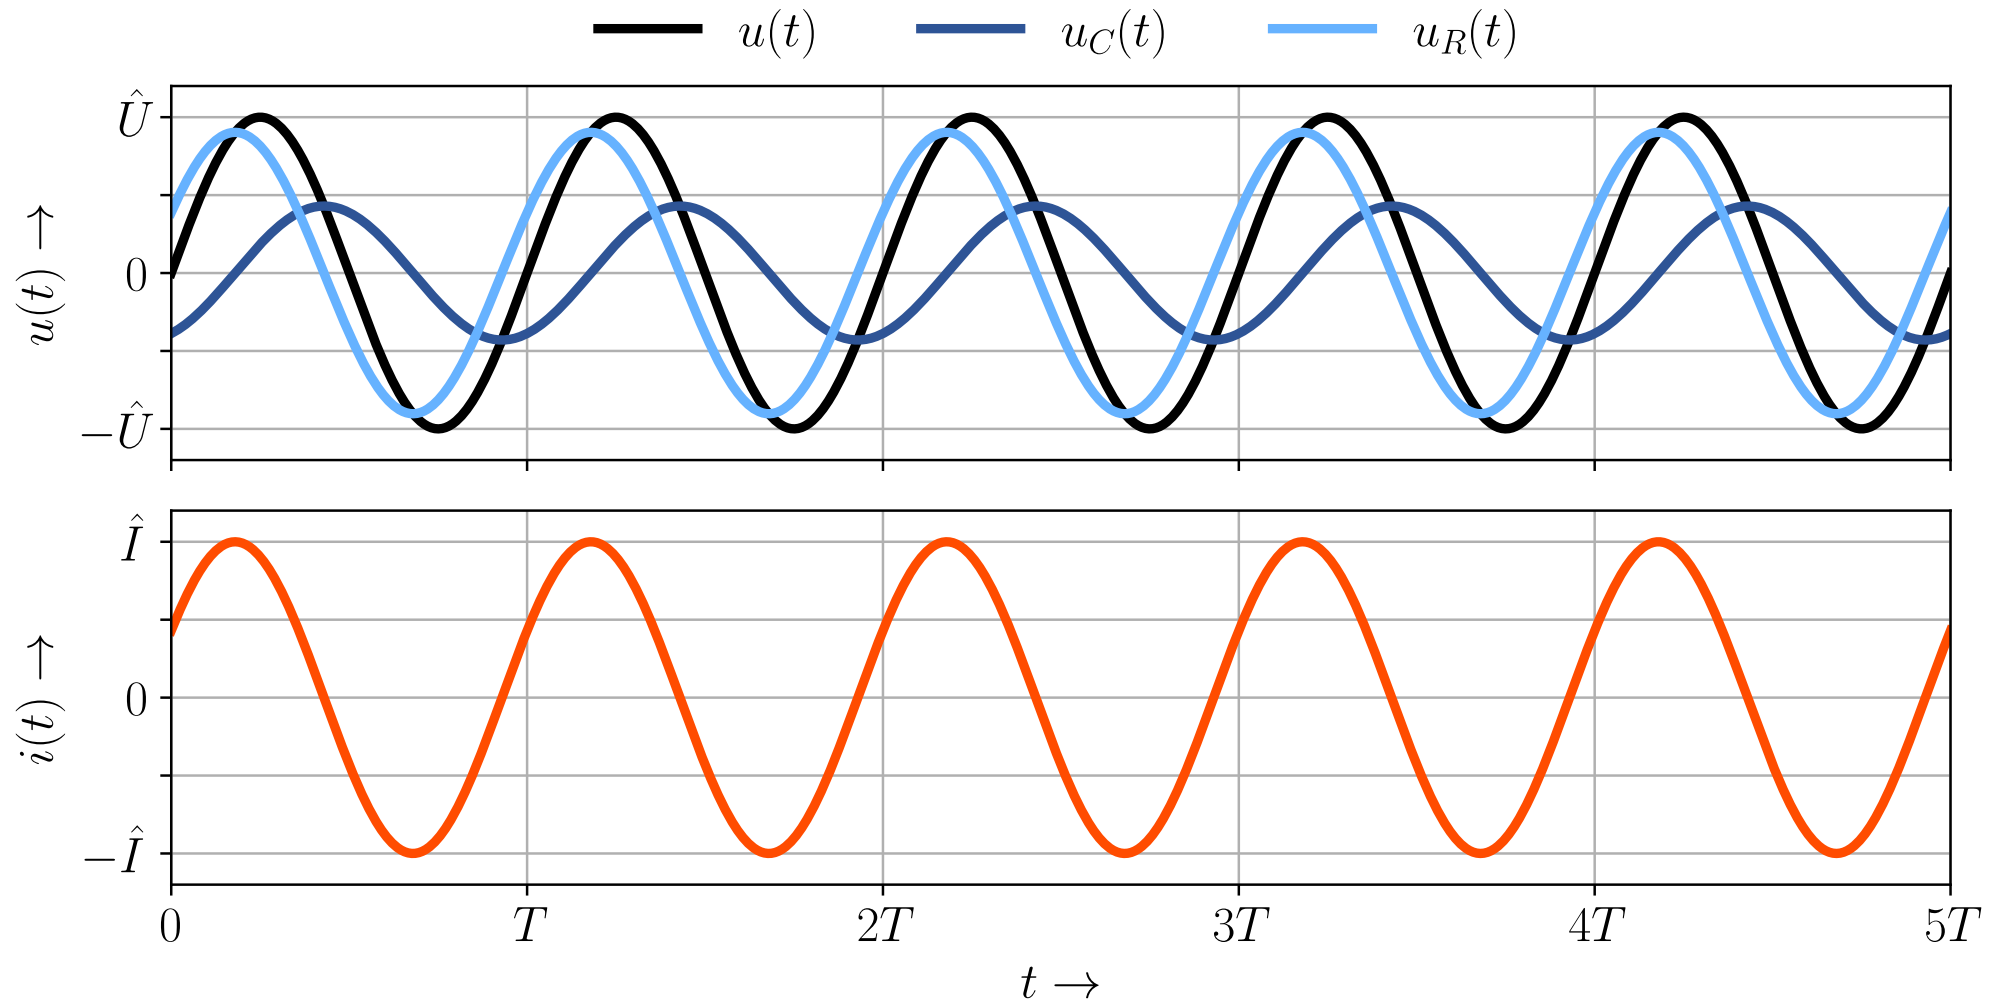 u(t) u_C(t) u_R(t)
Û
0
−Û
u(t) →
Î
0
−Î
i(t) →
0 T 2T 3T 4T 5T
t →